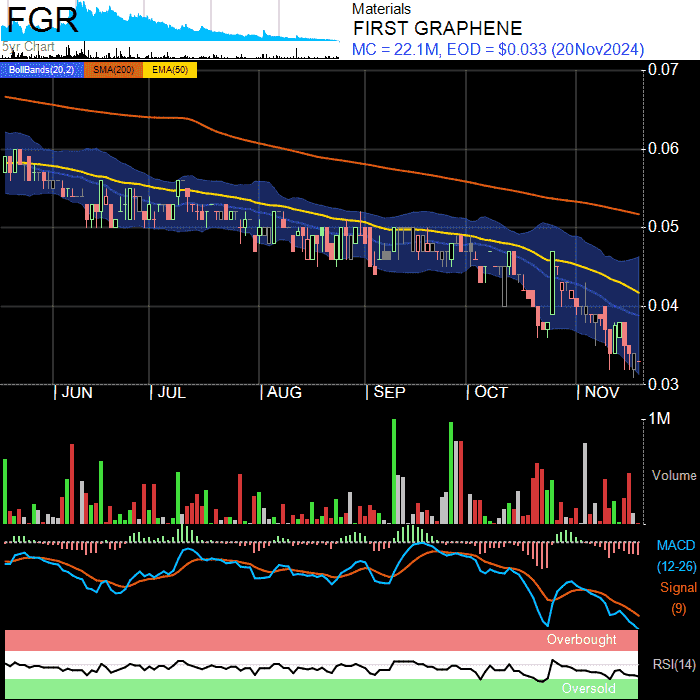 FGR
5yr Chart
Materials
FIRST GRAPHENE
MC = 22.1M, EOD = $0.033 (20Nov2024)
BollBands(20,2) SMA(200) EMA(50)
0.07
0.06
0.05
0.04
0.03
JUN JUL AUG SEP OCT NOV
1M
Volume
MACD
(12-26)
Signal
(9)
Overbought
RSI(14)
Oversold